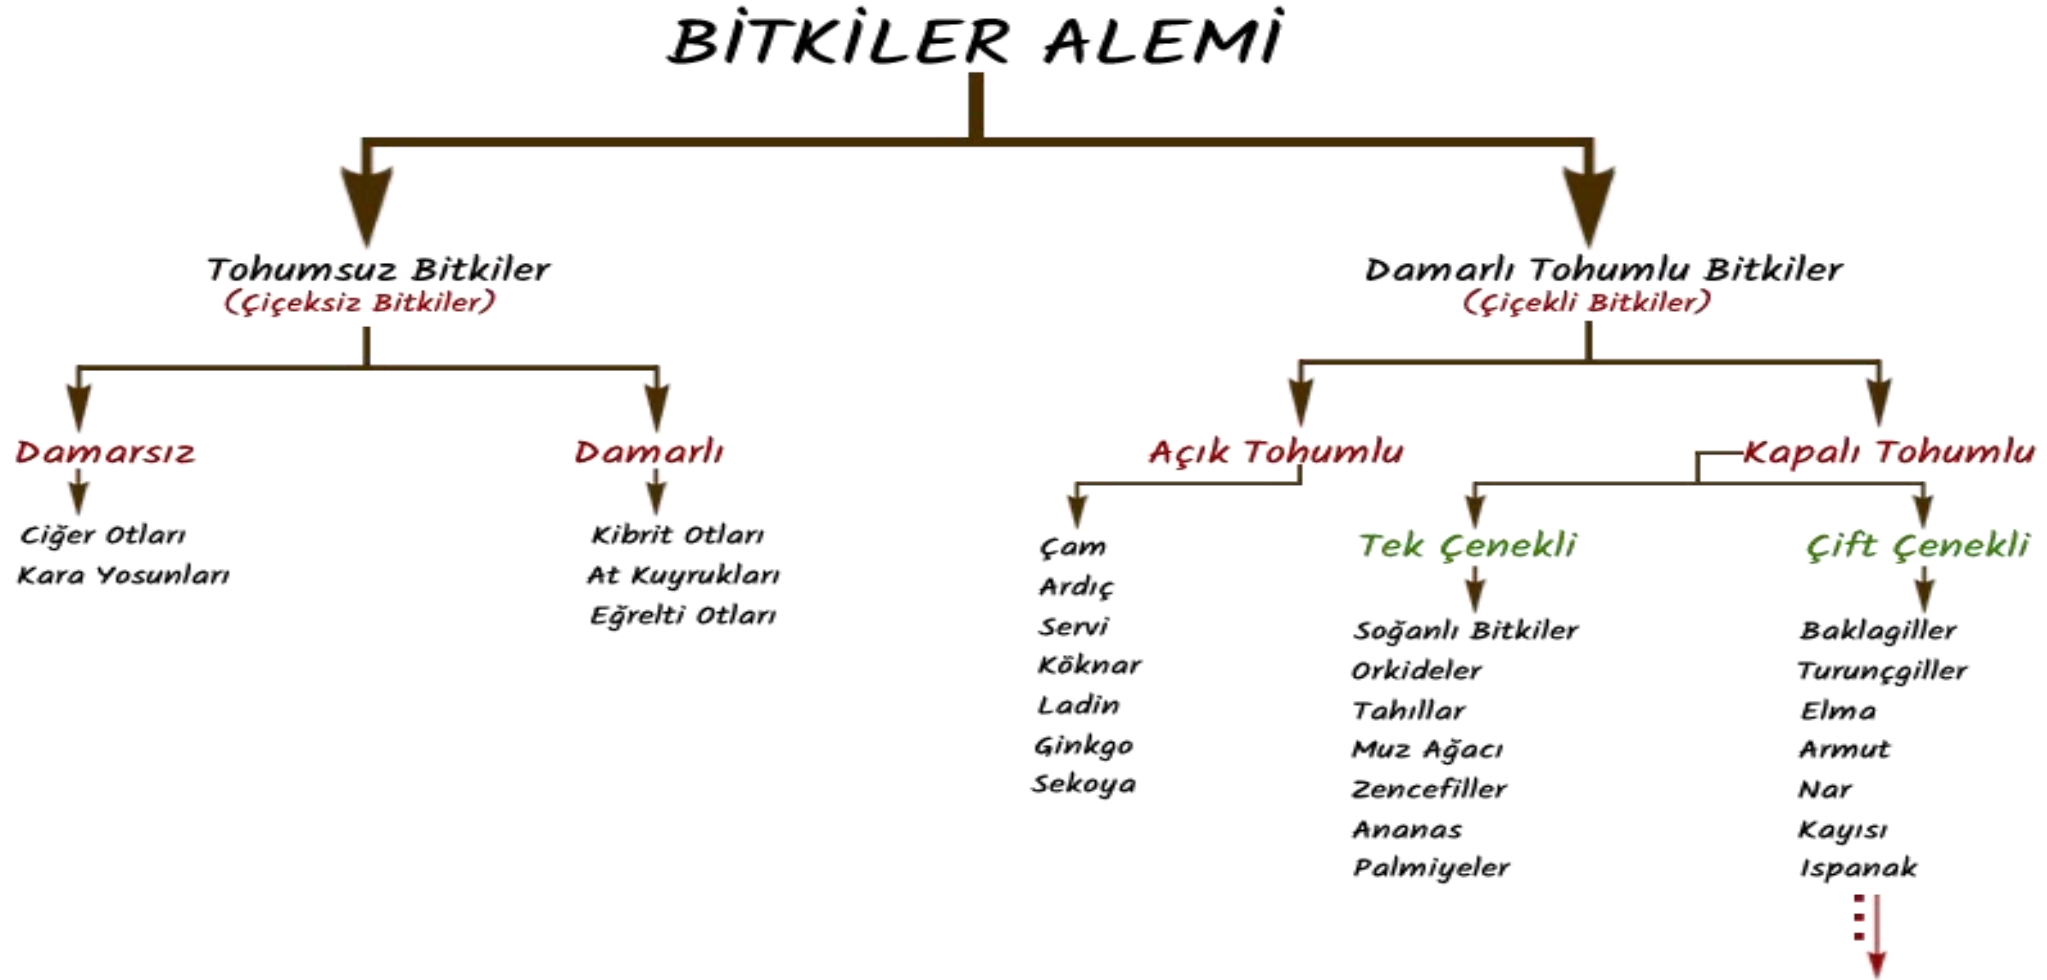 BİTKİLER ALEMİ
Tohumsuz Bitkiler
(Çiçeksiz Bitkiler)
Damarsız
Ciğer Otları
Kara Yosunları
Damarlı
Kibrit Otları
At Kuyrukları
Eğrelti Otları
Damarlı Tohumlu Bitkiler
(Çiçekli Bitkiler)
Açık Tohumlu
Çam
Ardıç
Servi
Köknar
Ladin
Ginkgo
Sekoya
Kapalı Tohumlu
Tek Çenekli
Soğanlı Bitkiler
Orkideler
Tahıllar
Muz Ağacı
Zencefiller
Ananas
Palmiyeler
Çift Çenekli
Baklagiller
Turunçgiller
Elma
Armut
Nar
Kayısı
Ispanak